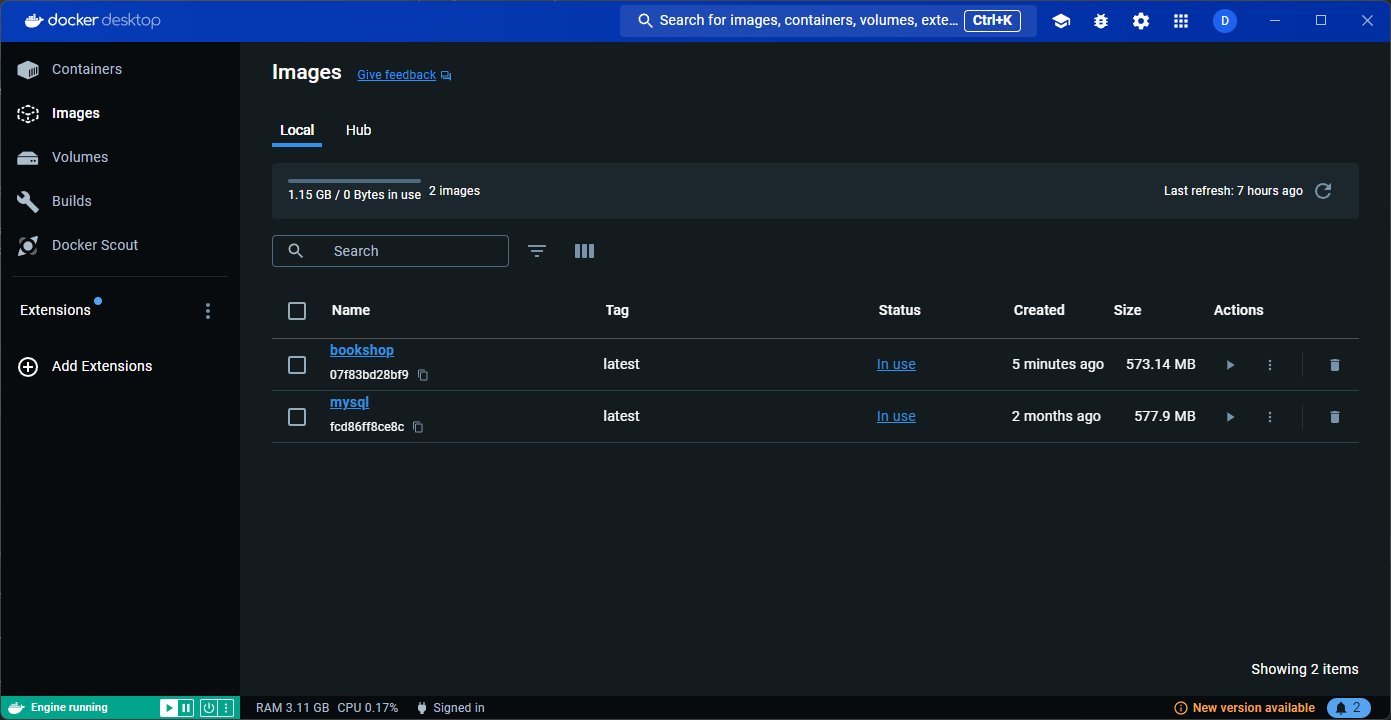 docker desktop
Search for images, containers, volumes, exte... Ctrl+K
D
Containers
Images
Volumes
Builds
Docker Scout
Extensions
Add Extensions
Images Give feedback
Local Hub
1.15 GB / 0 Bytes in use 2 images Last refresh: 7 hours ago
Search
Name Tag Status Created Size Actions
bookshop
07f83bd28bf9 latest In use 5 minutes ago 573.14 MB
mysql
fcd86ff8ce8c latest In use 2 months ago 577.9 MB
Showing 2 items
Engine running RAM 3.11 GB CPU 0.17% Signed in New version available 2